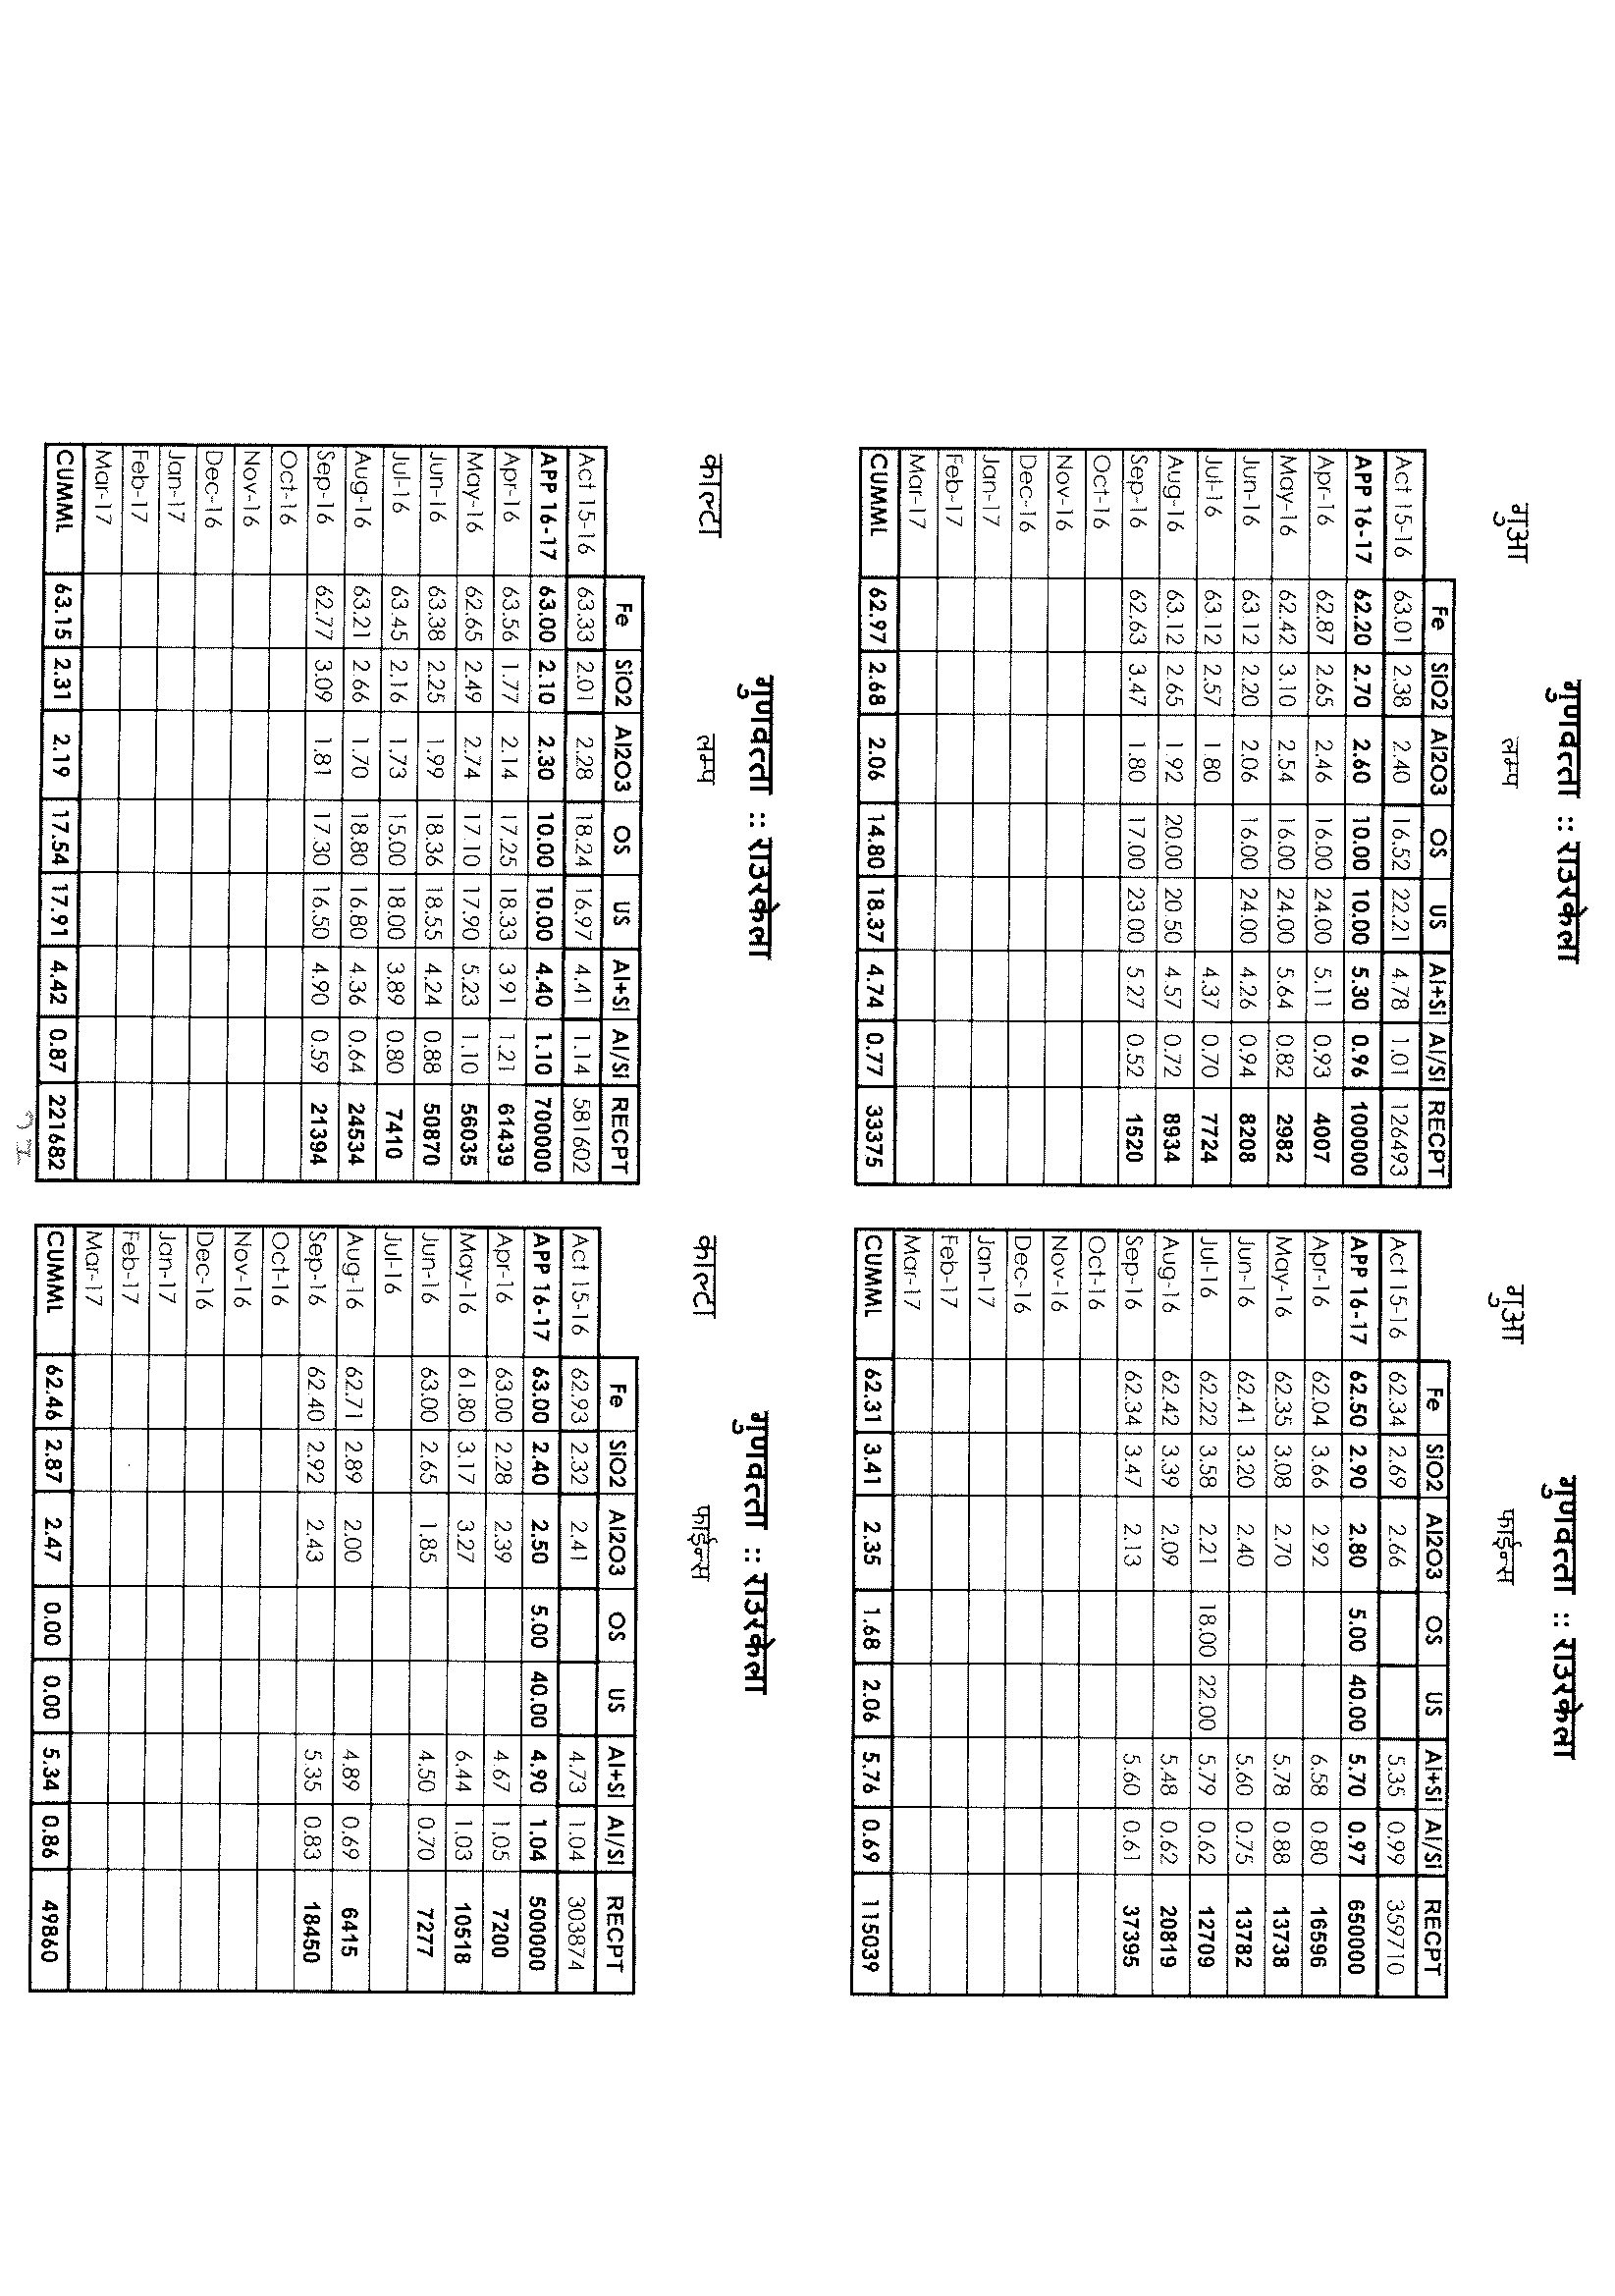 गुणवत्ता :: राउरकेला
गुआ लम्प
Fe SiO2 Al2O3 OS US Al+Si Al/Si RECPT
Act 15-16 63.01 2.38 2.40 16.52 22.21 4.78 1.01 126493
APP 16-17 62.20 2.70 2.60 10.00 10.00 5.30 0.96 100000
Apr-16 62.87 2.65 2.46 16.00 24.00 5.11 0.93 4007
May-16 62.42 3.10 2.54 16.00 24.00 5.64 0.82 2982
Jun-16 63.12 2.20 2.06 16.00 24.00 4.26 0.94 8208
Jul-16 63.12 2.57 1.80 4.37 0.70 7724
Aug-16 63.12 2.65 1.92 20.00 20.50 4.57 0.72 8934
Sep-16 62.63 3.47 1.80 17.00 23.00 5.27 0.52 1520
Oct-16
Nov-16
Dec-16
Jan-17
Feb-17
Mar-17
CUMML 62.97 2.68 2.06 14.80 18.37 4.74 0.77 33375
गुणवत्ता :: राउरकेला
गुआ फाईन्स
Fe SiO2 Al2O3 OS US Al+Si Al/Si RECPT
Act 15-16 62.34 2.69 2.66 5.35 0.99 359710
APP 16-17 62.50 2.90 2.80 5.00 40.00 5.70 0.97 650000
Apr-16 62.04 3.66 2.92 6.58 0.80 16596
May-16 62.35 3.08 2.70 5.78 0.88 13738
Jun-16 62.41 3.20 2.40 5.60 0.75 13782
Jul-16 62.22 3.58 2.21 18.00 22.00 5.79 0.62 12709
Aug-16 62.42 3.39 2.09 5.48 0.62 20819
Sep-16 62.34 3.47 2.13 5.60 0.61 37395
Oct-16
Nov-16
Dec-16
Jan-17
Feb-17
Mar-17
CUMML 62.31 3.41 2.35 1.68 2.06 5.76 0.69 115039
गुणवत्ता :: राउरकेला
काल्टा लम्प
Fe SiO2 Al2O3 OS US Al+Si Al/Si RECPT
Act 15-16 63.33 2.01 2.28 18.24 16.97 4.41 1.14 581602
APP 16-17 63.00 2.10 2.30 10.00 10.00 4.40 1.10 700000
Apr-16 63.56 1.77 2.14 17.25 18.33 3.91 1.21 61439
May-16 62.65 2.49 2.74 17.10 17.90 5.23 1.10 56035
Jun-16 63.38 2.25 1.99 18.36 18.55 4.24 0.88 50870
Jul-16 63.45 2.16 1.73 15.00 18.00 3.89 0.80 7410
Aug-16 63.21 2.66 1.70 18.80 16.80 4.36 0.64 24534
Sep-16 62.77 3.09 1.81 17.30 16.50 4.90 0.59 21394
Oct-16
Nov-16
Dec-16
Jan-17
Feb-17
Mar-17
CUMML 63.15 2.31 2.19 17.54 17.91 4.42 0.87 221682
गुणवत्ता :: राउरकेला
काल्टा फाईन्स
Fe SiO2 Al2O3 OS US Al+Si Al/Si RECPT
Act 15-16 62.93 2.32 2.41 4.73 1.04 303874
APP 16-17 63.00 2.40 2.50 5.00 40.00 4.90 1.04 500000
Apr-16 63.00 2.28 2.39 4.67 1.05 7200
May-16 61.80 3.17 3.27 6.44 1.03 10518
Jun-16 63.00 2.65 1.85 4.50 0.70 7277
Jul-16
Aug-16 62.71 2.89 2.00 4.89 0.69 6415
Sep-16 62.40 2.92 2.43 5.35 0.83 18450
Oct-16
Nov-16
Dec-16
Jan-17
Feb-17
Mar-17
CUMML 62.46 2.87 2.47 0.00 0.00 5.34 0.86 49860